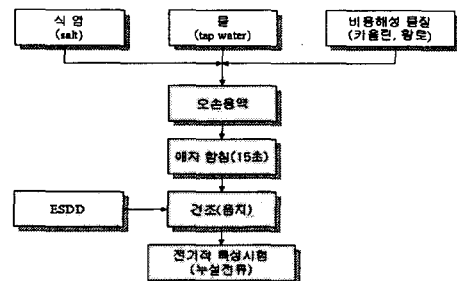 식 염
(salt)
물
(tap water)
비용해성 물질
(카올린, 황토)
오손용액
애자 함침(15초)
ESDD
건조(음지)
전기적 특성시험
(누설전류)